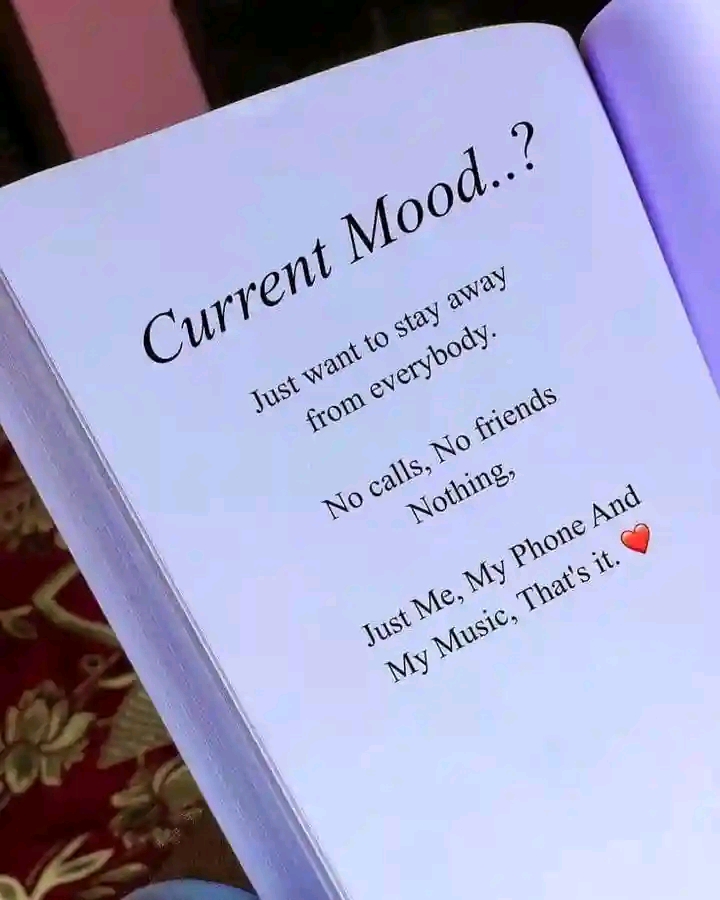 Current Mood..?
Just want to stay away
from everybody.
No calls, No friends
Nothing,
Just Me, My Phone And
My Music, That's it. ❤️